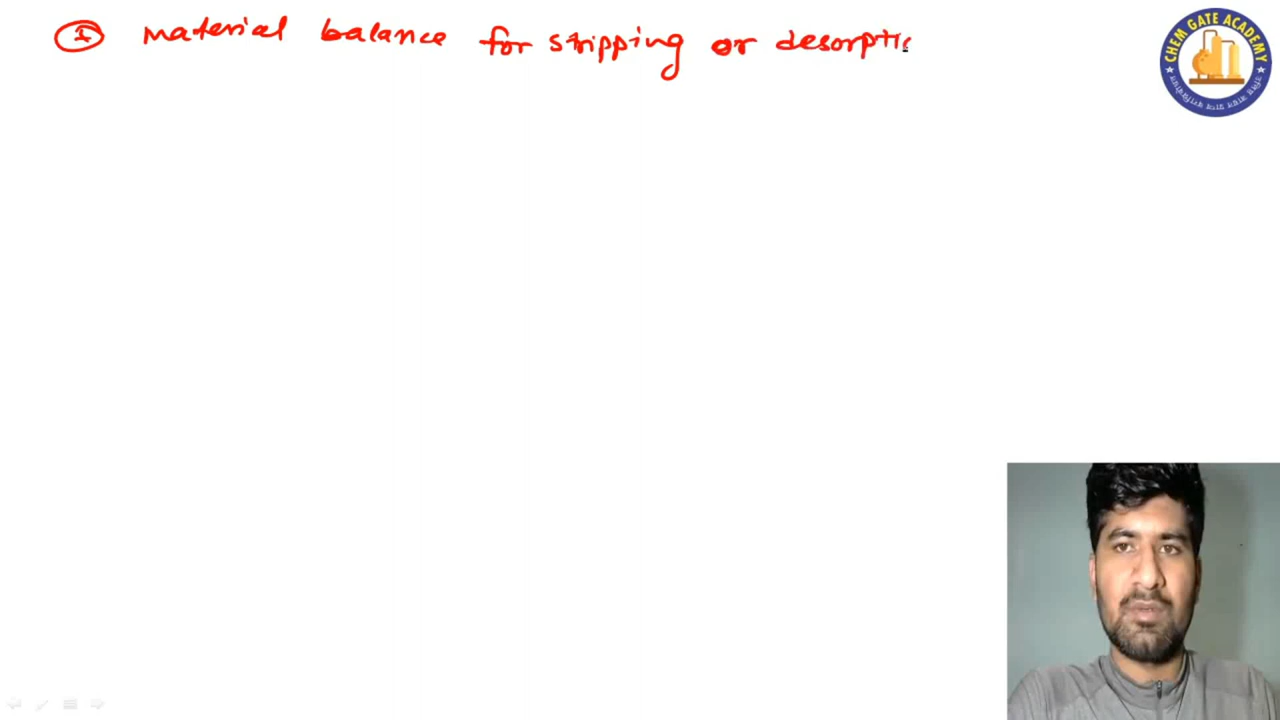 ① material balance for stripping or desorptio
CHEM GATE ACADEMY